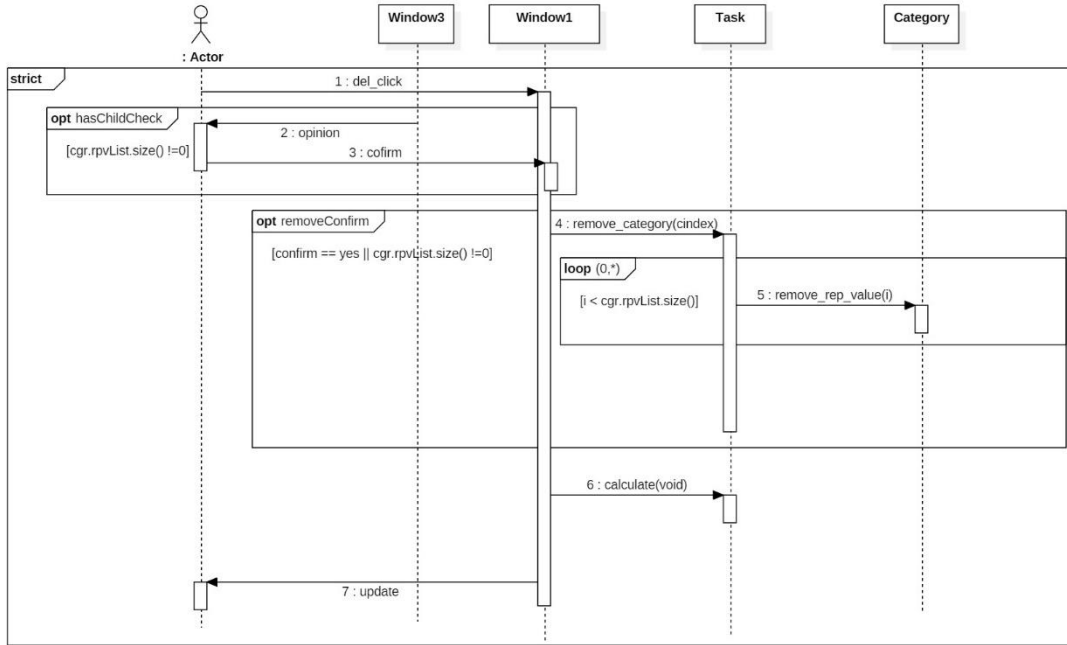 Window3
Window1
Task
Category
: Actor
strict
1 : del_click
opt hasChildCheck
2 : opinion
[cgr.rpvList.size() !=0]
3 : cofirm
opt removeConfirm
4 : remove_category(cindex)
[confirm == yes || cgr.rpvList.size() !=0]
loop (0,*)
[i < cgr.rpvList.size()]
5 : remove_rep_value(i)
6 : calculate(void)
7 : update